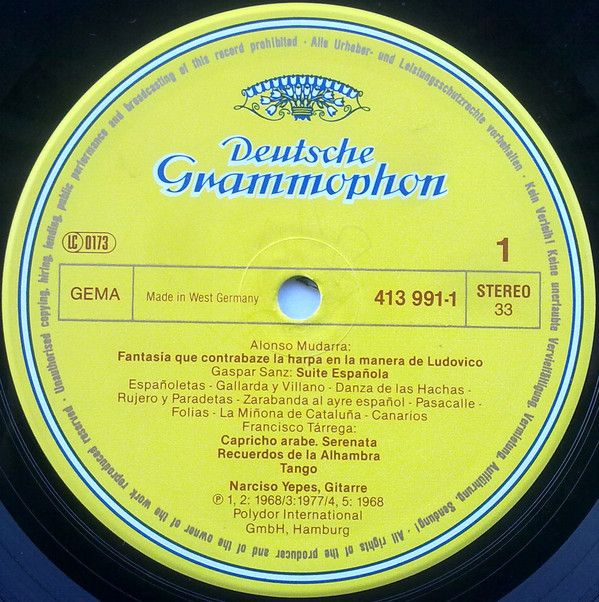 Deutsche
Grammophon
LC 0173
1
GEMA
Made in West Germany
413 991-1
STEREO
33
Alonso Mudarra:
Fantasía que contrabaze la harpa en la manera de Ludovico
Gaspar Sanz: Suite Española
Españoletas - Gallarda y Villano - Danza de las Hachas -
Rujero y Paradetas - Zarabanda al ayre español - Pasacalle -
Folias - La Miñona de Cataluña - Canarios
Francisco Tárrega:
Capricho arabe. Serenata
Recuerdos de la Alhambra
Tango
Narciso Yepes, Gitarre
℗ 1, 2: 1968/3:1977/4, 5: 1968
Polydor International
GmbH, Hamburg
Alle Urheber- und Leistungsschutzrechte vorbehalten · Kein Verleih! Keine unerlaubte Vervielfältigung, Vermietung, Aufführung, Sendung! · All rights of the producer and of the owner of the work reproduced reserved · Unauthorised copying, hiring, lending, public performance and broadcasting of this record prohibited ·